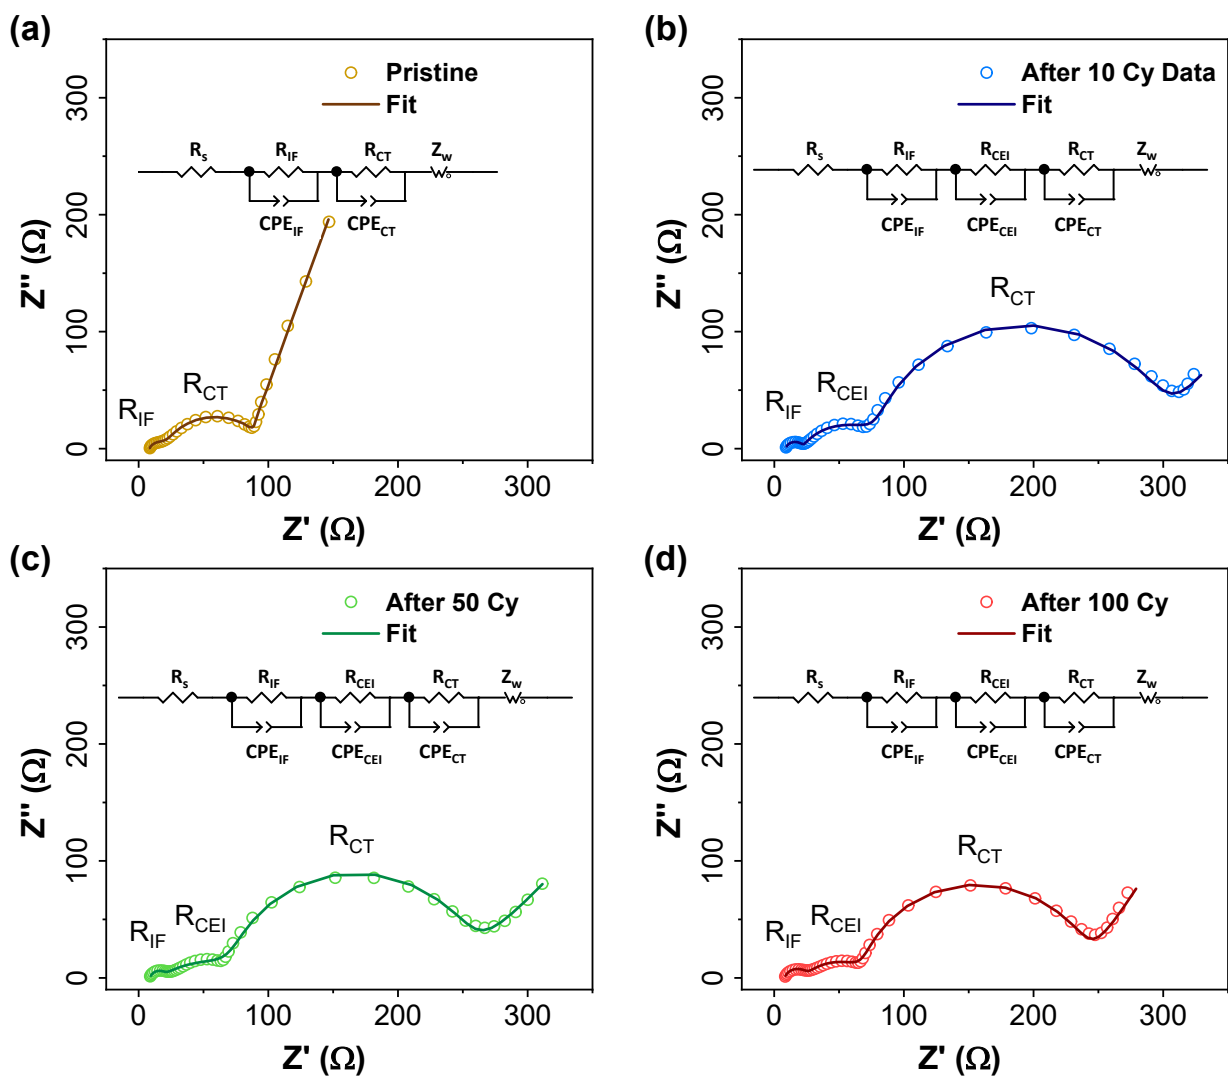 (a)
Pristine
Fit
R_s R_IF R_CT Z_w
CPE_IF CPE_CT
R_IF R_CT
Z'' (Ω)
0 100 200 300
0 100 200 300
Z' (Ω)
(b)
After 10 Cy Data
Fit
R_s R_IF R_CEI R_CT Z_w
CPE_IF CPE_CEI CPE_CT
R_IF R_CEI R_CT
Z'' (Ω)
0 100 200 300
0 100 200 300
Z' (Ω)
(c)
After 50 Cy
Fit
R_s R_IF R_CEI R_CT Z_w
CPE_IF CPE_CEI CPE_CT
R_IF R_CEI R_CT
Z'' (Ω)
0 100 200 300
0 100 200 300
Z' (Ω)
(d)
After 100 Cy
Fit
R_s R_IF R_CEI R_CT Z_w
CPE_IF CPE_CEI CPE_CT
R_IF R_CEI R_CT
Z'' (Ω)
0 100 200 300
0 100 200 300
Z' (Ω)